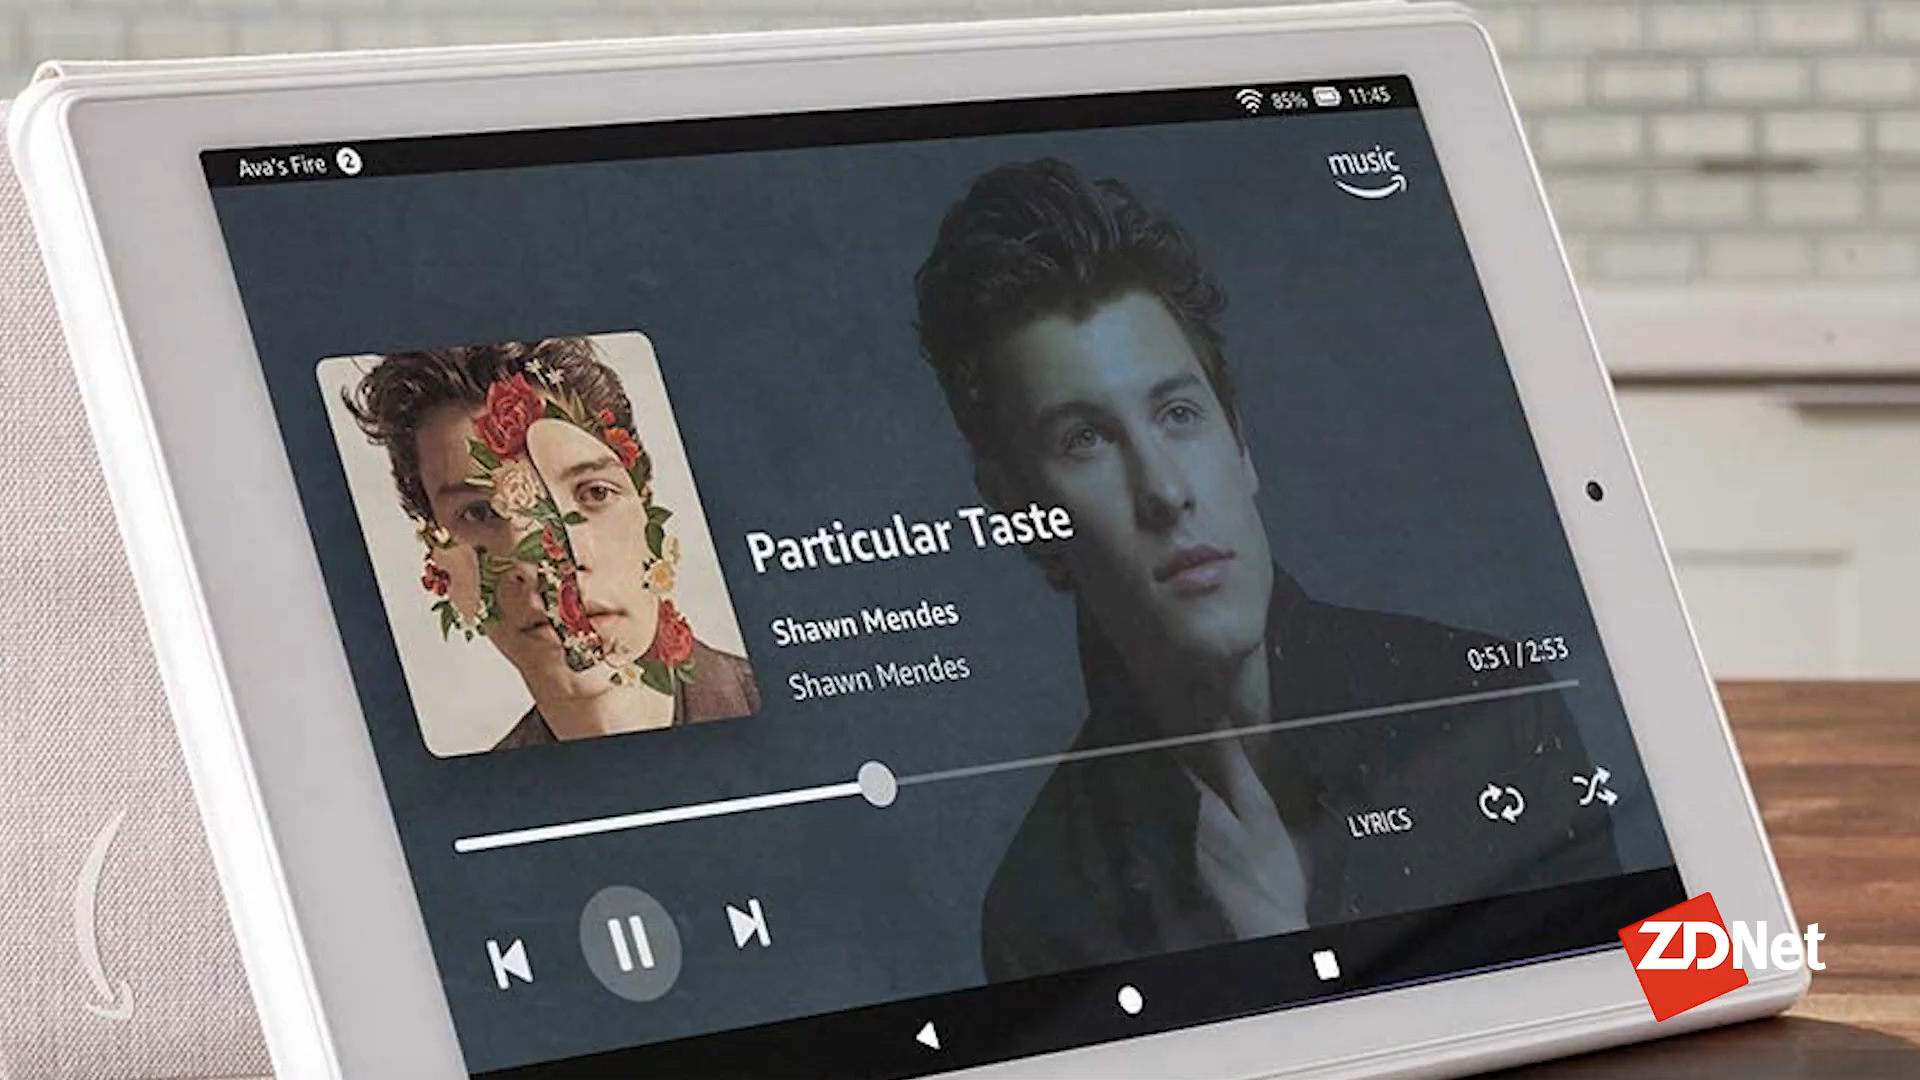 Ava's Fire 2
85% 11:45
music
Particular Taste
Shawn Mendes
Shawn Mendes
0:51 / 2:53
LYRICS
ZDNet